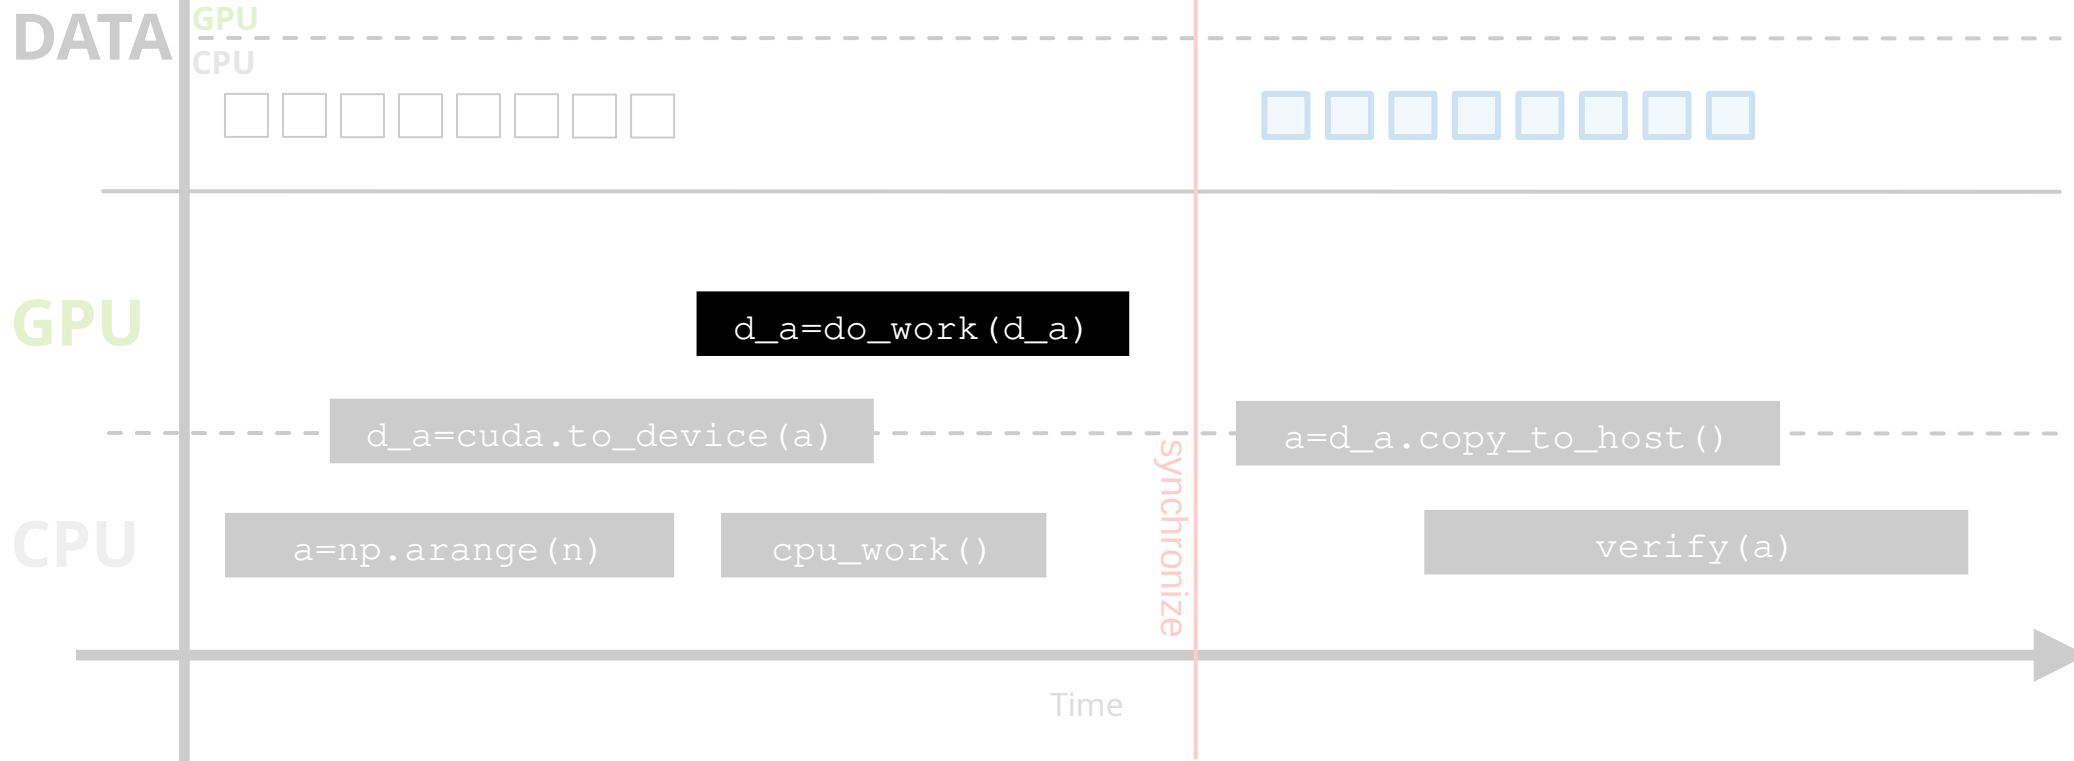 DATA
GPU
CPU
GPU
d_a=do_work(d_a)
d_a=cuda.to_device(a)
a=d_a.copy_to_host()
synchronize
CPU
a=np.arange(n)
cpu_work()
verify(a)
Time